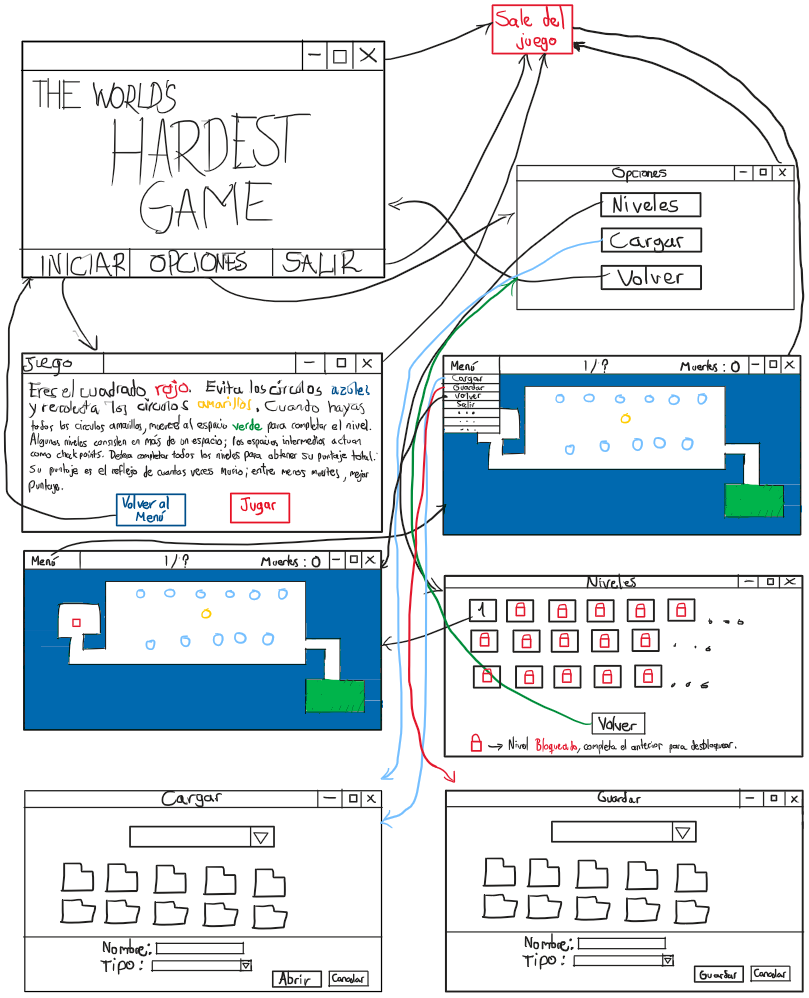 Sale del
juego
THE WORLD'S
HARDEST
GAME
INICIAR OPCIONES SALIR
Opciones
Niveles
Cargar
Volver
Juego
Eres el cuadrado rojo. Evita los círculos azules
y recolecta los círculos amarillos. Cuando hayas
todos los círculos amarillos, muevete al espacio verde para completar el nivel.
Algunos niveles consisten en más de un espacio; los espacios intermedios actuan
como checkpoints. Debera completar todos los niveles para obtener su puntaje total.
Su puntaje es el reflejo de cuantas veces murio; entre menos muertes, mejor
puntaje.
Volver al
Menú
Jugar
Menú 1/? Muertes: 0
Cargar
Guardar
Volver
Salir
...
...
Menú 1/? Muertes: 0
Niveles
1
...
...
...
Volver
→ Nivel Bloqueado, completa el anterior para desbloquear.
Cargar
Nombre:
Tipo:
Abrir Cancelar
Guardar
Nombre:
Tipo:
Guardar Cancelar